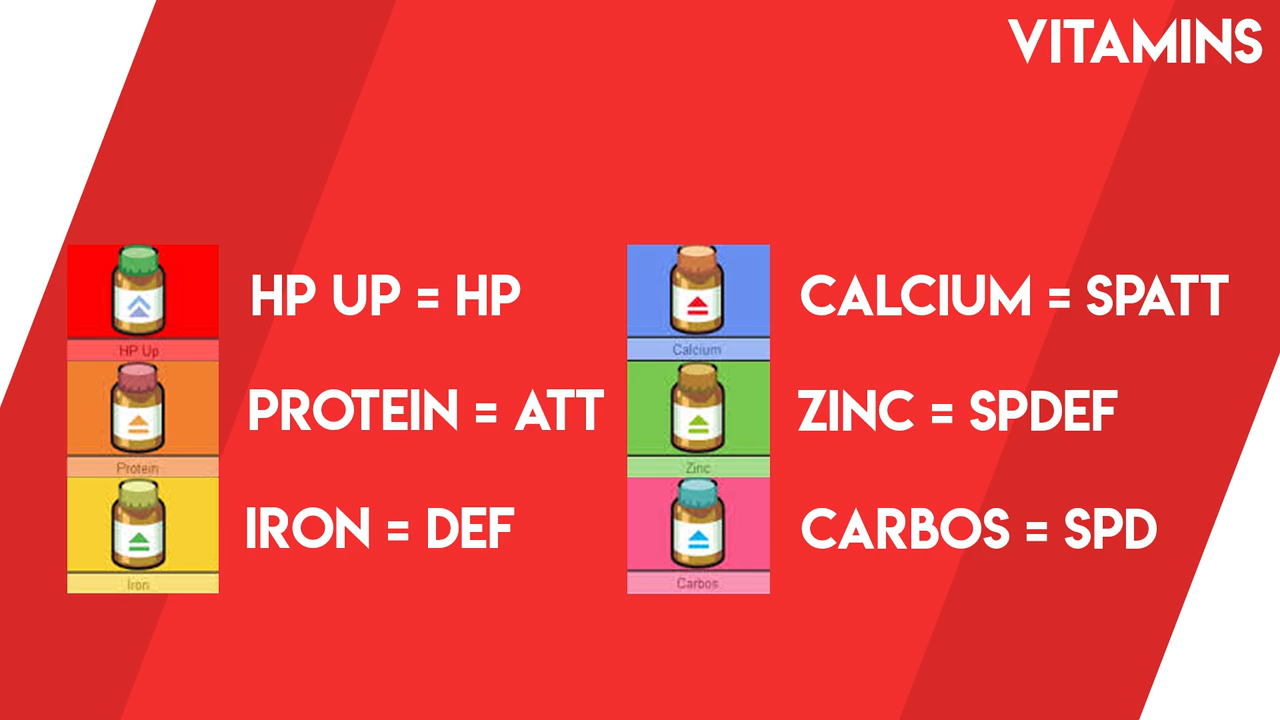 VITAMINS
HP UP = HP
HP Up
PROTEIN = ATT
Protein
IRON = DEF
Iron
CALCIUM = SPATT
Calcium
ZINC = SPDEF
Zinc
CARBOS = SPD
Carbos